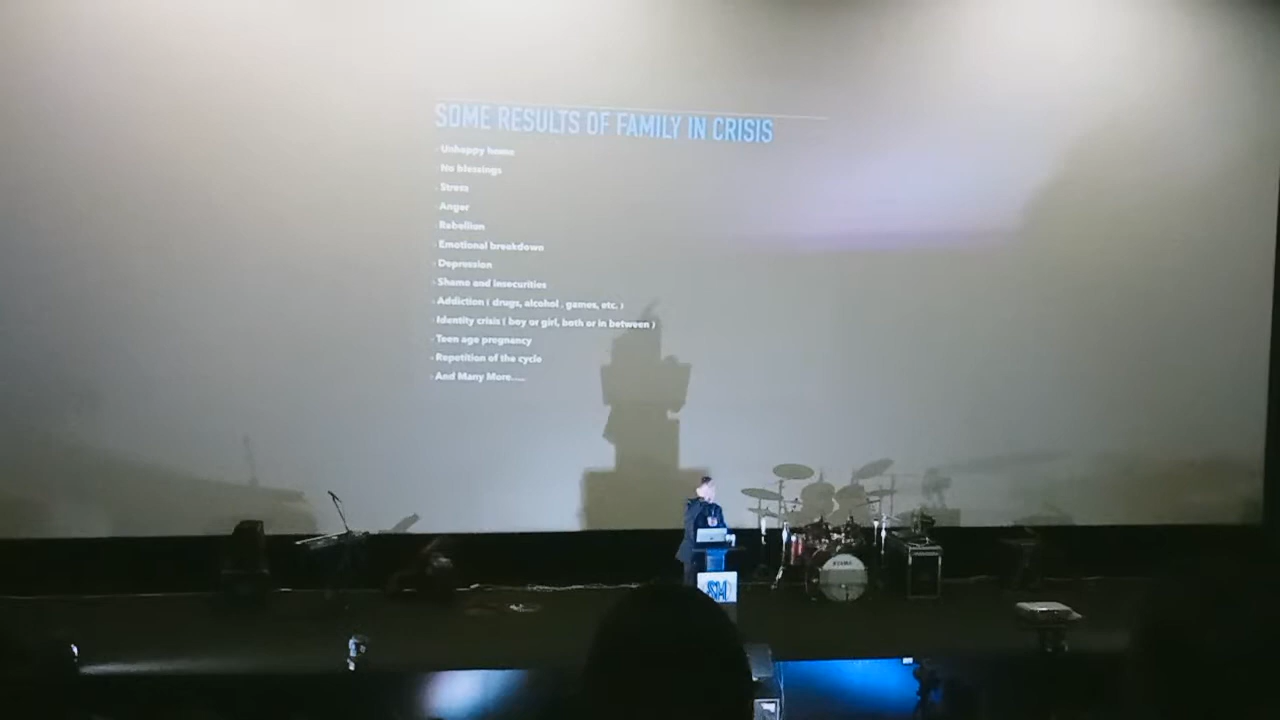 SOME RESULTS OF FAMILY IN CRISIS
· Unhappy home
· No blessings
· Stress
· Anger
· Rebellion
· Emotional breakdown
· Depression
· Shame and insecurities
· Addiction ( drugs, alcohol , games, etc. )
· Identity crisis ( boy or girl, both or in between )
· Teen age pregnancy
· Repetition of the cycle
· And Many More.....
TAMA
SM